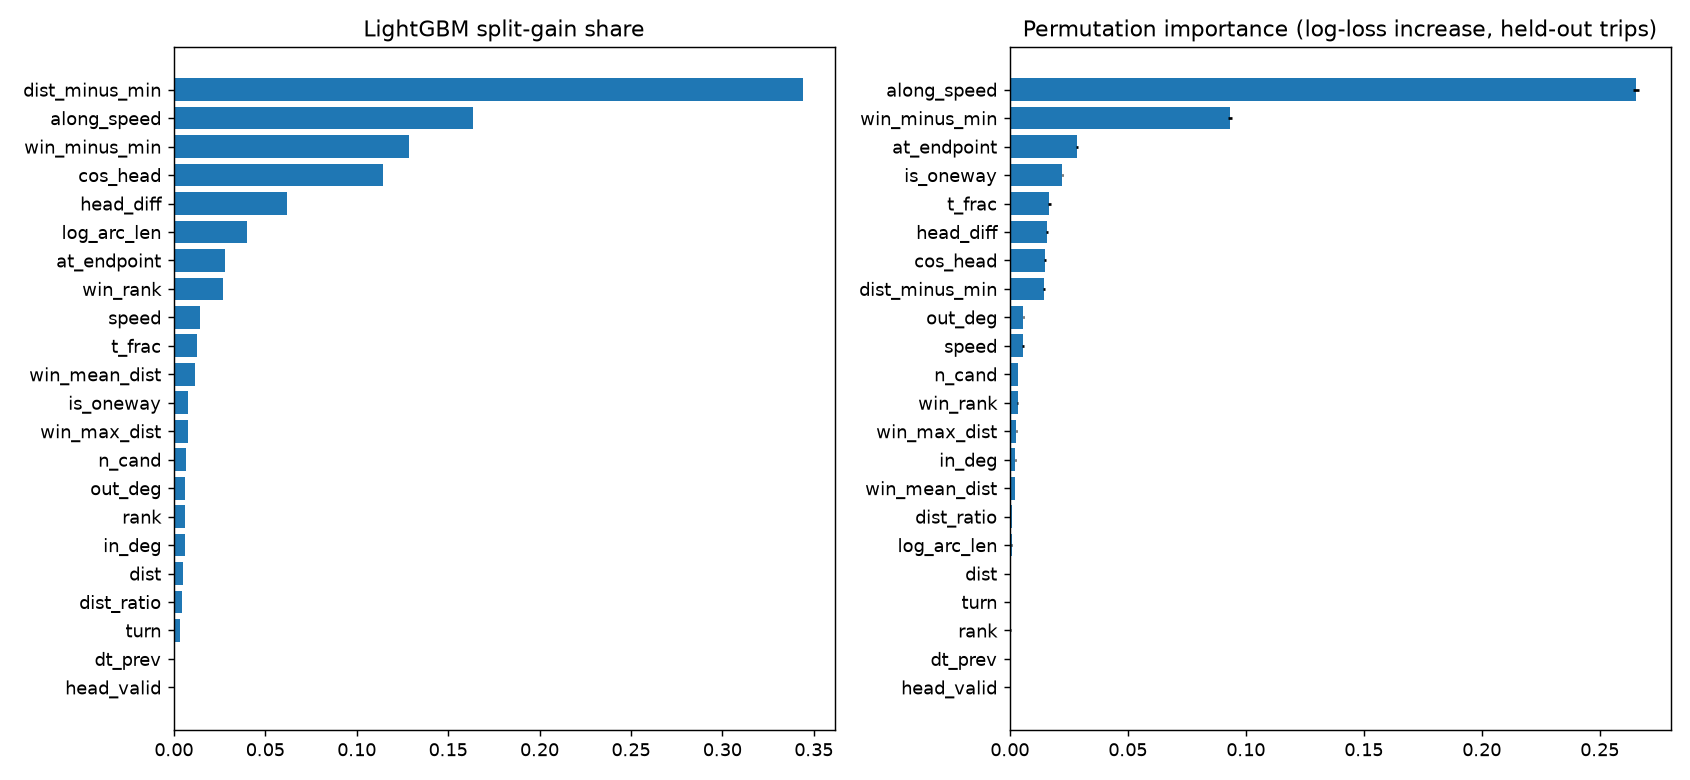 LightGBM split-gain share
dist_minus_min
along_speed
win_minus_min
cos_head
head_diff
log_arc_len
at_endpoint
win_rank
speed
t_frac
win_mean_dist
is_oneway
win_max_dist
n_cand
out_deg
rank
in_deg
dist
dist_ratio
turn
dt_prev
head_valid
0.00 0.05 0.10 0.15 0.20 0.25 0.30 0.35
Permutation importance (log-loss increase, held-out trips)
along_speed
win_minus_min
at_endpoint
is_oneway
t_frac
head_diff
cos_head
dist_minus_min
out_deg
speed
n_cand
win_rank
win_max_dist
in_deg
win_mean_dist
dist_ratio
log_arc_len
dist
turn
rank
dt_prev
head_valid
0.00 0.05 0.10 0.15 0.20 0.25